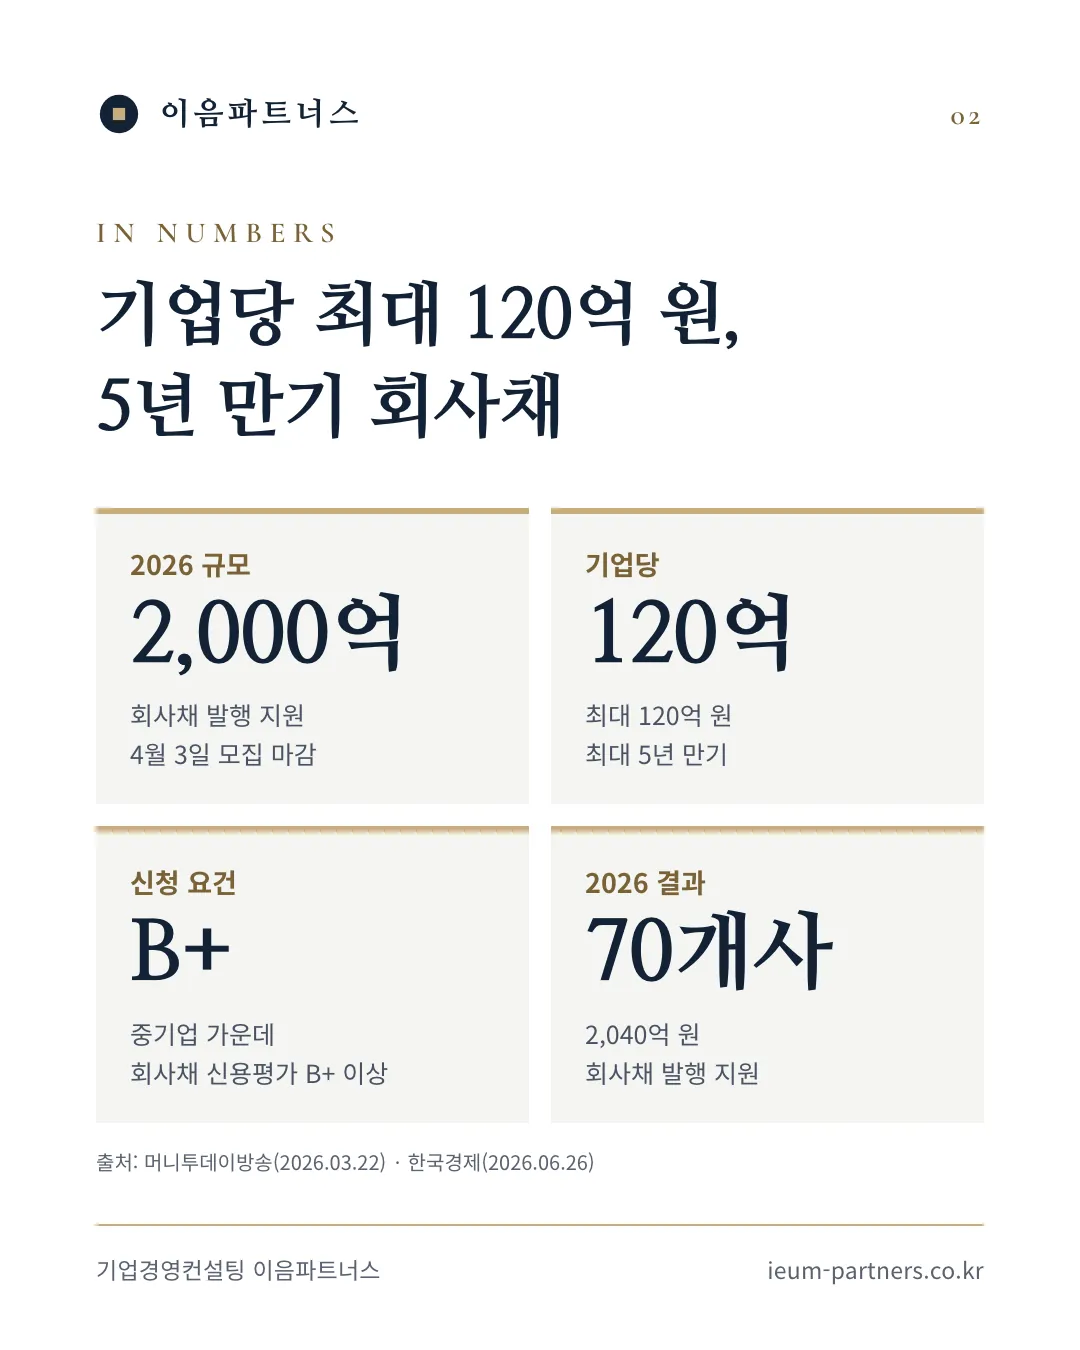 이음파트너스
02
IN NUMBERS
기업당 최대 120억 원,
5년 만기 회사채
2026 규모
2,000억
회사채 발행 지원
4월 3일 모집 마감
기업당
120억
최대 120억 원
최대 5년 만기
신청 요건
B+
중기업 가운데
회사채 신용평가 B+ 이상
2026 결과
70개사
2,040억 원
회사채 발행 지원
출처: 머니투데이방송(2026.03.22) · 한국경제(2026.06.26)
기업경영컨설팅 이음파트너스
ieum-partners.co.kr